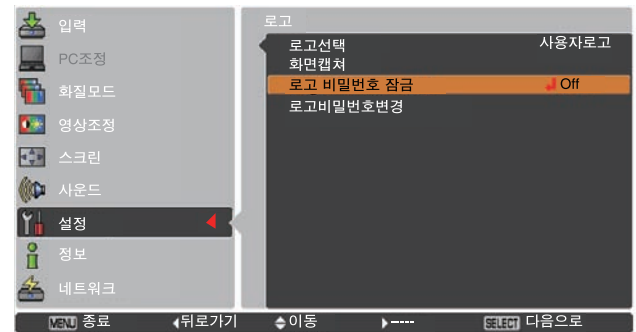 입력
PC조정
화질모드
영상조정
스크린
사운드
설정
정보
네트워크
로고
로고선택 사용자로고
화면캡쳐
로고 비밀번호 잠금 Off
로고비밀번호변경
MENU 종료 뒤로가기 이동 ---- SELECT 다음으로